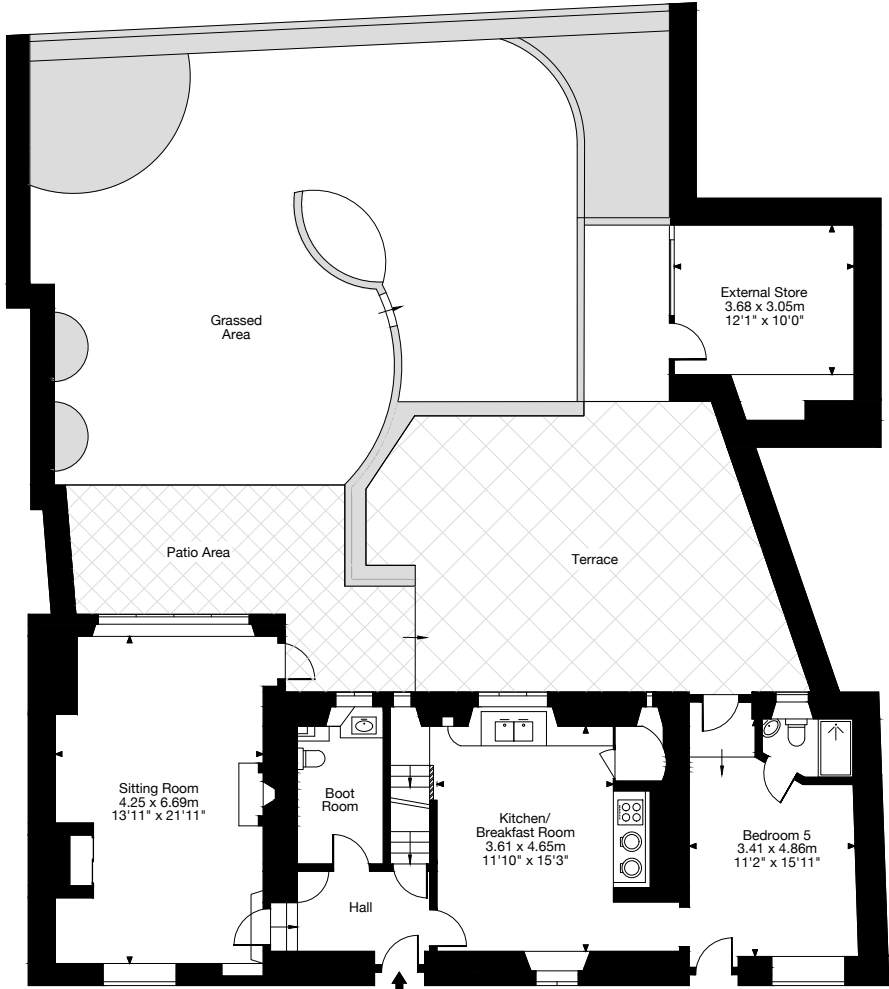 Grassed
Area
External Store
3.68 x 3.05m
12'1" x 10'0"
Patio Area
Terrace
Sitting Room
4.25 x 6.69m
13'11" x 21'11"
Boot
Room
Kitchen/
Breakfast Room
3.61 x 4.65m
11'10" x 15'3"
Bedroom 5
3.41 x 4.86m
11'2" x 15'11"
Hall